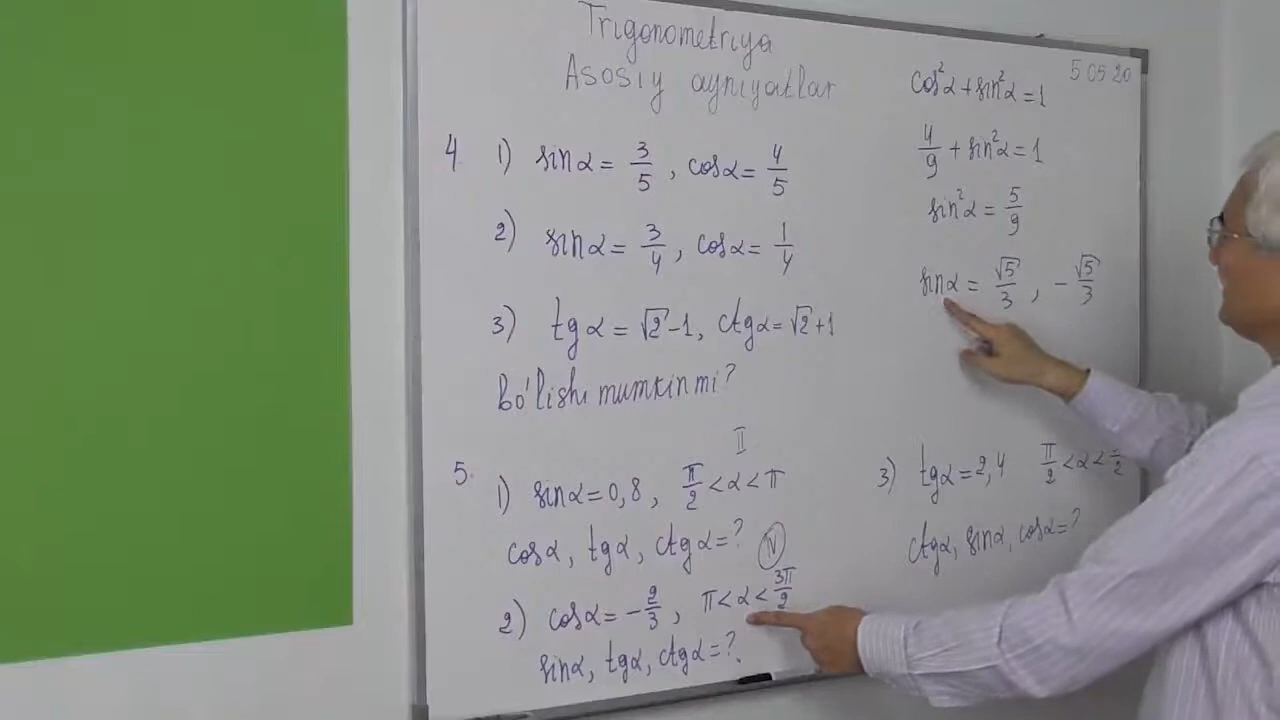 Trigonometriya
Asosiy ayniyatlar
5 05 20
4. 1) sinα = 3/5 , cosα = 4/5
2) sinα = 3/4 , cosα = 1/4
3) tgα = √2 - 1, ctgα = √2 + 1
Bo'lishi mumkinmi?
5. 1) sinα = 0,8 , π/2 < α < π
II
cosα, tgα, ctgα = ?
IV
2) cosα = - 2/3 , π < α < 3π/2
sinα, tgα, ctgα = ?
cos²α + sin²α = 1
4/9 + sin²α = 1
sin²α = 5/9
sinα = √5/3 , - √5/3
3) tgα = 2,4 π/2 < α <
ctgα, sinα, cosα = ?